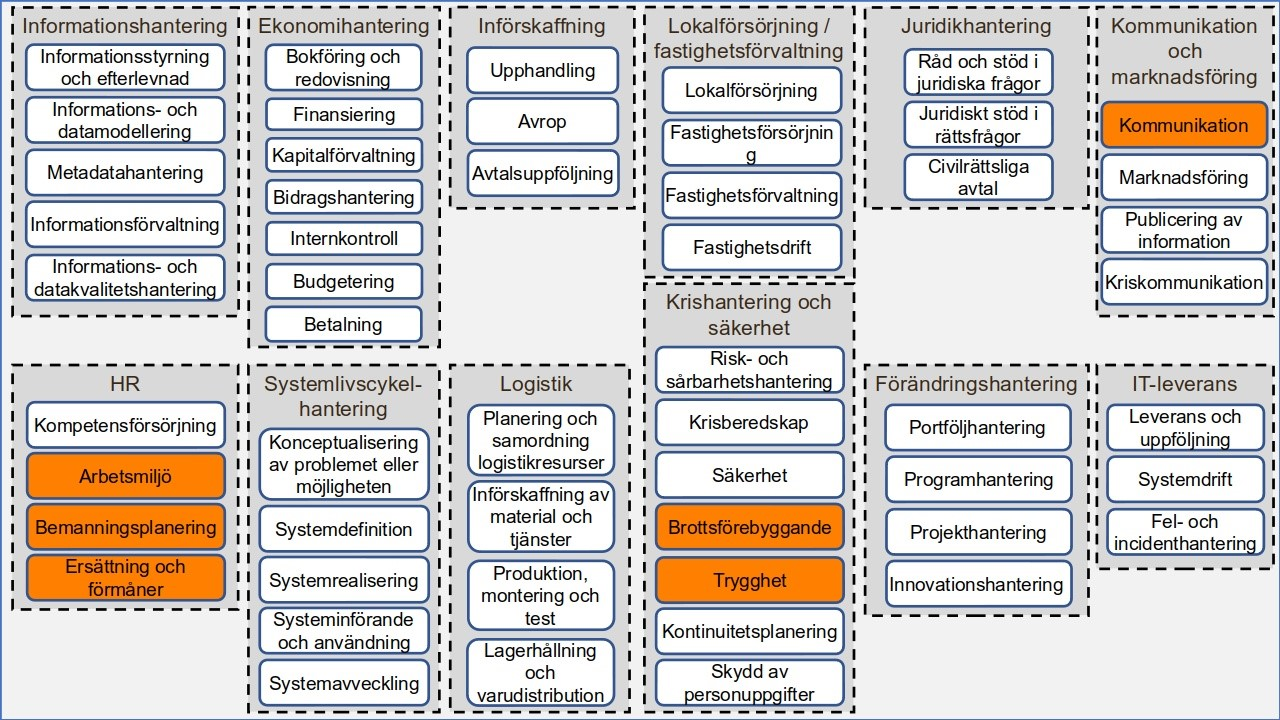 Informationshantering
Informationsstyrning
och efterlevnad
Informations- och
datamodellering
Metadatahantering
Informationsförvaltning
Informations- och
datakvalitetshantering
Ekonomihantering
Bokföring och
redovisning
Finansiering
Kapitalförvaltning
Bidragshantering
Internkontroll
Budgetering
Betalning
Införskaffning
Upphandling
Avrop
Avtalsuppföljning
Lokalförsörjning /
fastighetsförvaltning
Lokalförsörjning
Fastighetsförsörjnin
g
Fastighetsförvaltning
Fastighetsdrift
Juridikhantering
Råd och stöd i
juridiska frågor
Juridiskt stöd i
rättsfrågor
Civilrättsliga
avtal
Kommunikation
och
marknadsföring
Kommunikation
Marknadsföring
Publicering av
information
Kriskommunikation
HR
Kompetensförsörjning
Arbetsmiljö
Bemanningsplanering
Ersättning och
förmåner
Systemlivscykel-
hantering
Konceptualisering
av problemet eller
möjligheten
Systemdefinition
Systemrealisering
Systeminförande
och användning
Systemavveckling
Logistik
Planering och
samordning
logistikresurser
Införskaffning av
material och
tjänster
Produktion,
montering och
test
Lagerhållning
och
varudistribution
Krishantering och
säkerhet
Risk- och
sårbarhetshantering
Krisberedskap
Säkerhet
Brottsförebyggande
Trygghet
Kontinuitetsplanering
Skydd av
personuppgifter
Förändringshantering
Portföljhantering
Programhantering
Projekthantering
Innovationshantering
IT-leverans
Leverans och
uppföljning
Systemdrift
Fel- och
incidenthantering